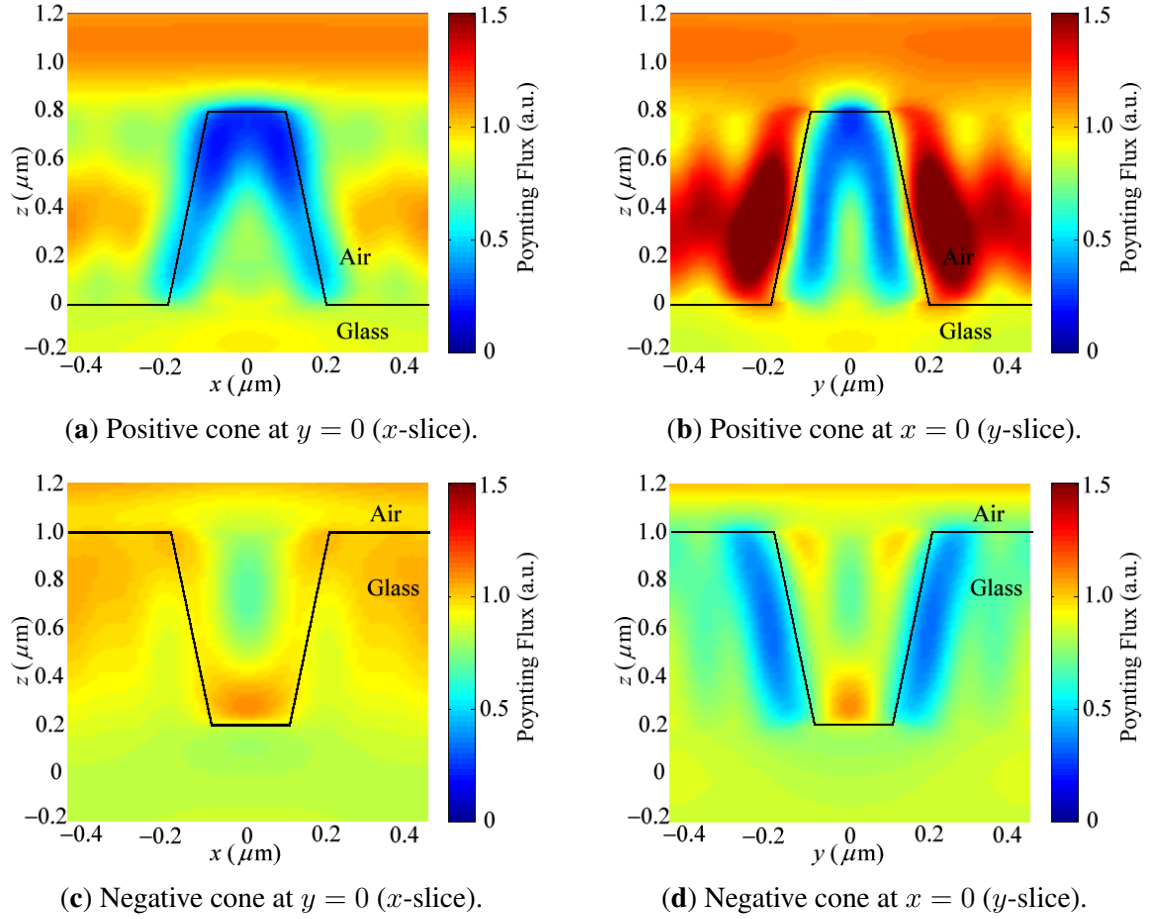 1.2
1.0
0.8
0.6
0.4
0.2
0
−0.2
−0.4
−0.2
0
0.2
0.4
z (μm)
x (μm)
Air
Glass
1.5
1.0
0.5
0
Poynting Flux (a.u.)
(a) Positive cone at y = 0 (x-slice).
1.2
1.0
0.8
0.6
0.4
0.2
0
−0.2
−0.4
−0.2
0
0.2
0.4
z (μm)
y (μm)
Air
Glass
1.5
1.0
0.5
0
Poynting Flux (a.u.)
(b) Positive cone at x = 0 (y-slice).
1.2
1.0
0.8
0.6
0.4
0.2
0
−0.2
−0.4
−0.2
0
0.2
0.4
z (μm)
x (μm)
Air
Glass
1.5
1.0
0.5
0
Poynting Flux (a.u.)
(c) Negative cone at y = 0 (x-slice).
1.2
1.0
0.8
0.6
0.4
0.2
0
−0.2
−0.4
−0.2
0
0.2
0.4
z (μm)
y (μm)
Air
Glass
1.5
1.0
0.5
0
Poynting Flux (a.u.)
(d) Negative cone at x = 0 (y-slice).